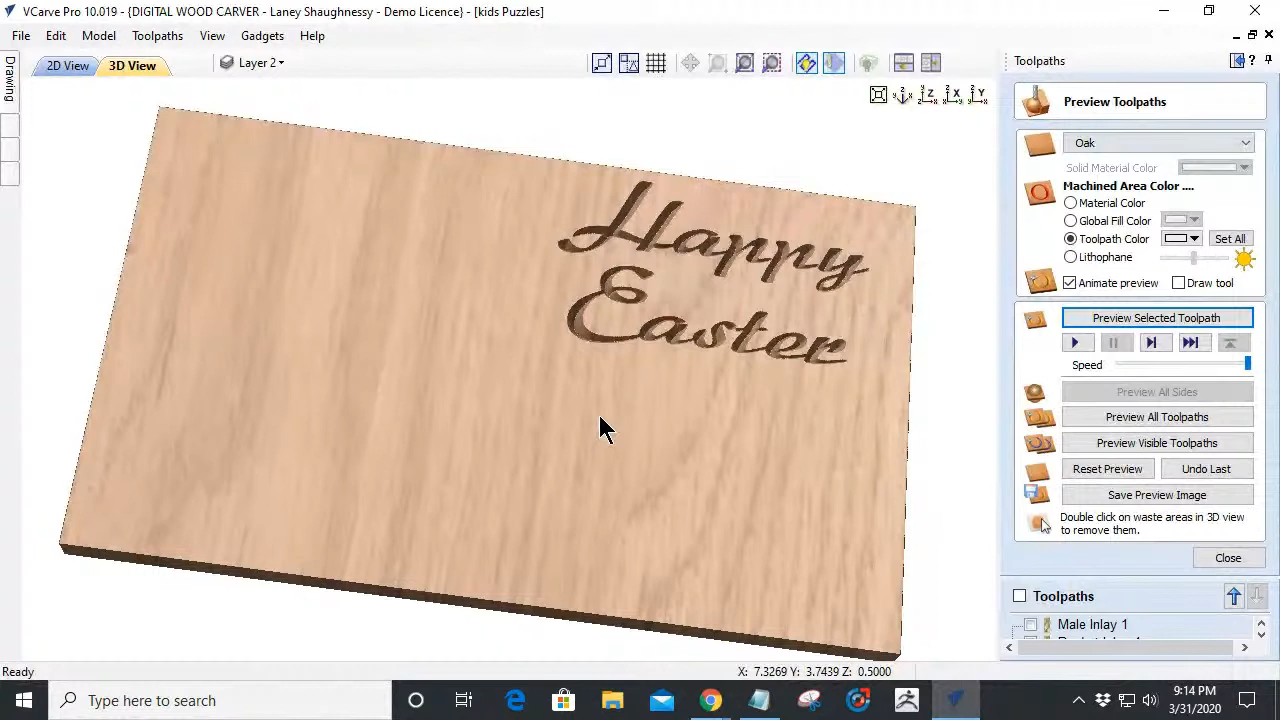 VCarve Pro 10.019 - {DIGITAL WOOD CARVER - Laney Shaughnessy - Demo Licence} - [kids Puzzles]
File Edit Model Toolpaths View Gadgets Help
Drawing
2D View 3D View Layer 2
Z X Y
Happy
Easter
Toolpaths
Preview Toolpaths
Oak
Solid Material Color
Machined Area Color ....
Material Color
Global Fill Color
Toolpath Color Set All
Lithophane
Animate preview Draw tool
Preview Selected Toolpath
Speed
Preview All Sides
Preview All Toolpaths
Preview Visible Toolpaths
Reset Preview Undo Last
Save Preview Image
Double click on waste areas in 3D view
to remove them.
Close
Toolpaths
Male Inlay 1
Ready X: 7.3269 Y: 3.7439 Z: 0.5000
Type here to search
9:14 PM
3/31/2020